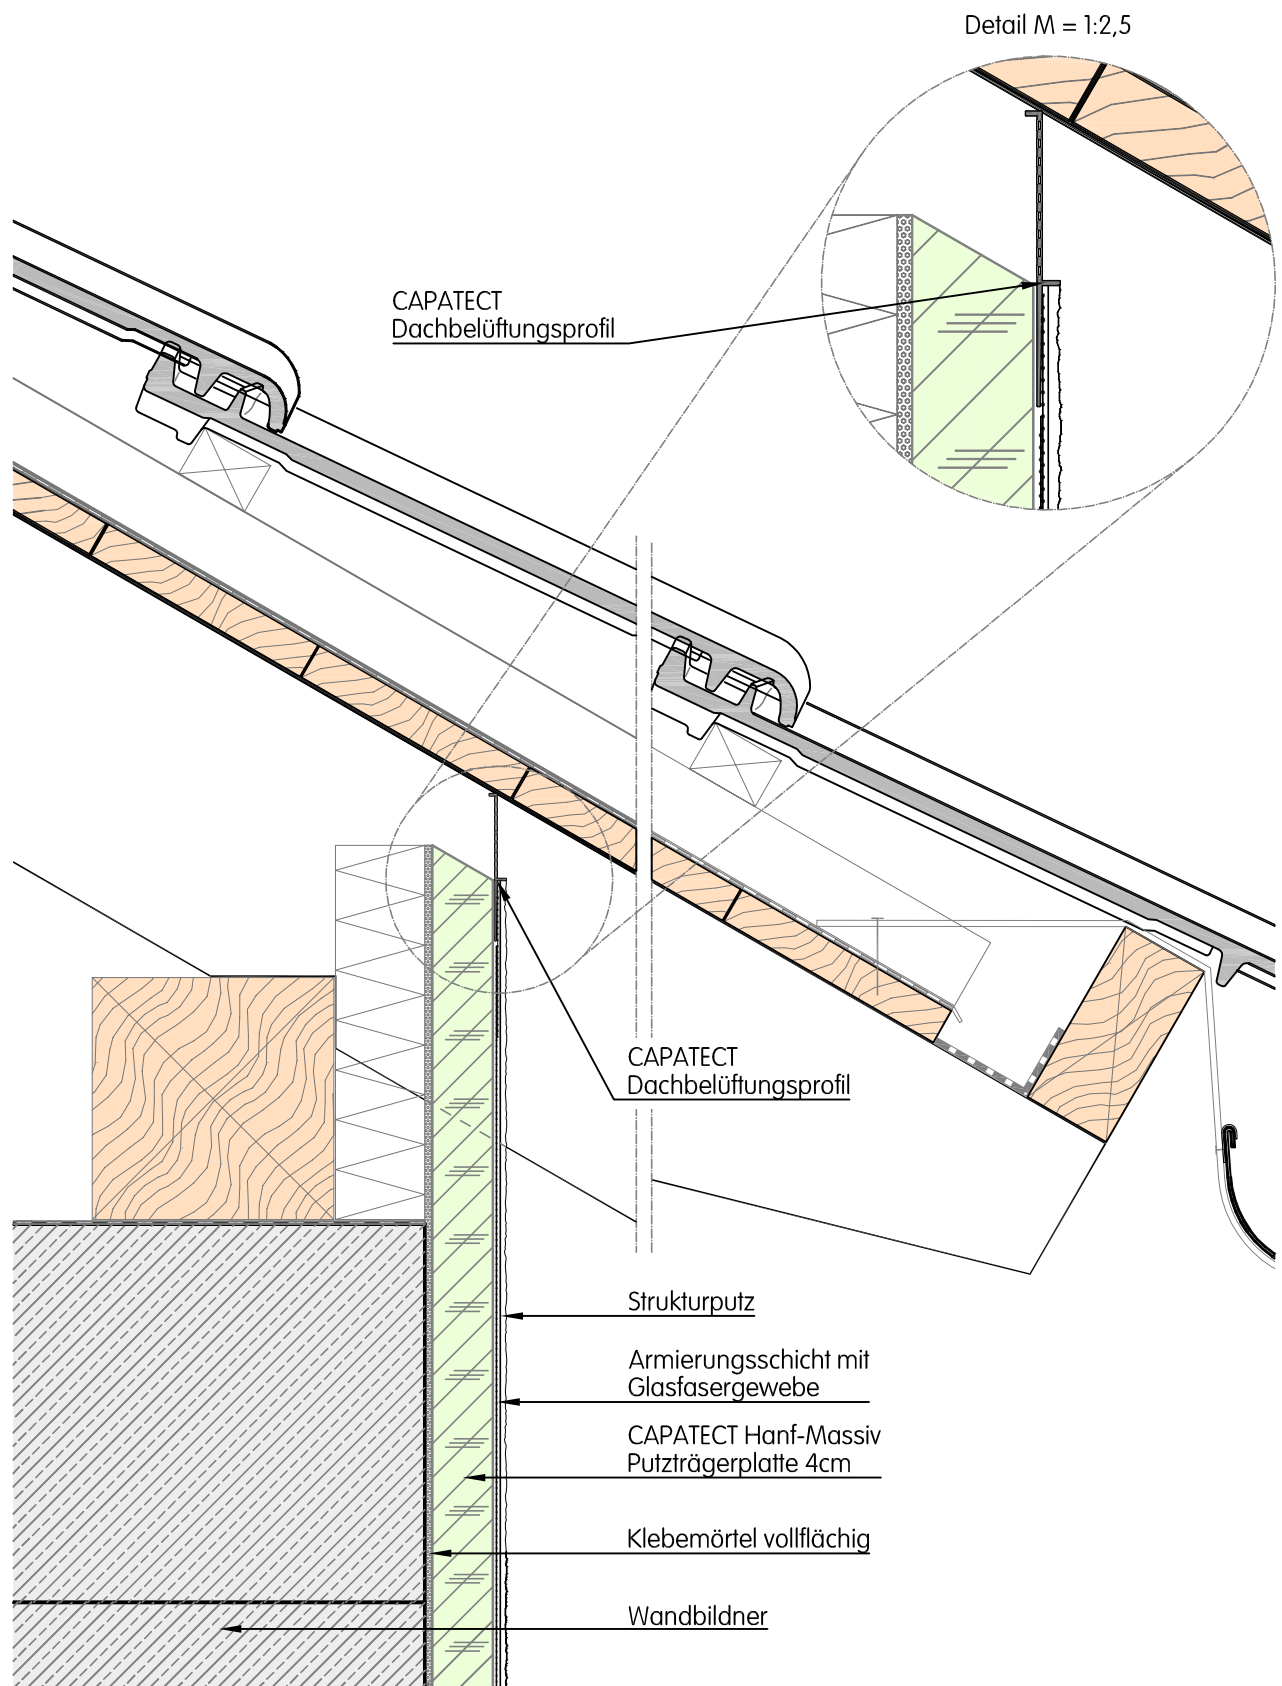 Detail M = 1:2,5
CAPATECT
Dachbelüftungsprofil
CAPATECT
Dachbelüftungsprofil
Strukturputz
Armierungsschicht mit
Glasfasergewebe
CAPATECT Hanf-Massiv
Putzträgerplatte 4cm
Klebemörtel vollflächig
Wandbildner